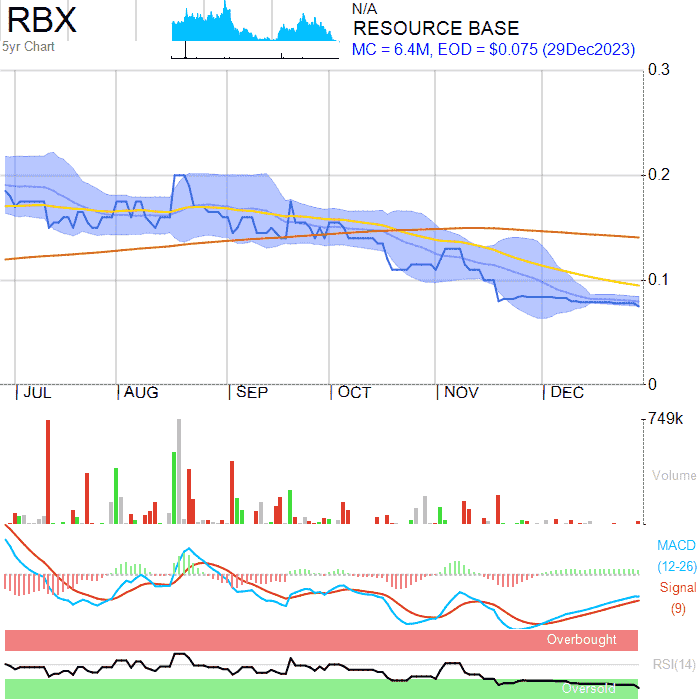 RBX
5yr Chart
N/A
RESOURCE BASE
MC = 6.4M, EOD = $0.075 (29Dec2023)
0.3
0.2
0.1
0
JUL AUG SEP OCT NOV DEC
749k
Volume
MACD
(12-26)
Signal
(9)
Overbought
RSI(14)
Oversold